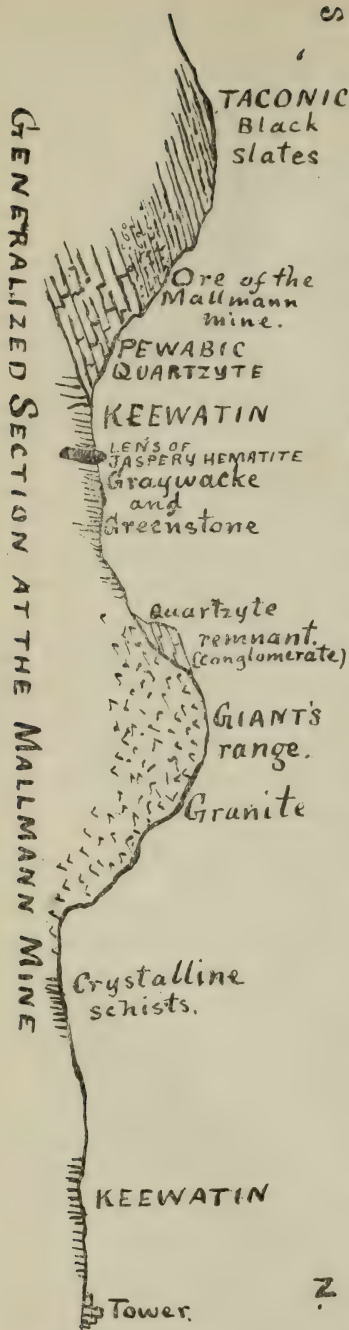 S
TACONIC
Black
slates
Ore of the
Mallmann
mine.
PEWABIC
QUARTZYTE
KEEWATIN
LENS OF
JASPERY HEMATITE
Graywacke
and
Greenstone
Quartzyte
remnant.
(conglomerate)
GIANT'S
range.
Granite
Crystalline
schists.
KEEWATIN
N
Tower.
GENERALIZED SECTION AT THE MALLMANN MINE